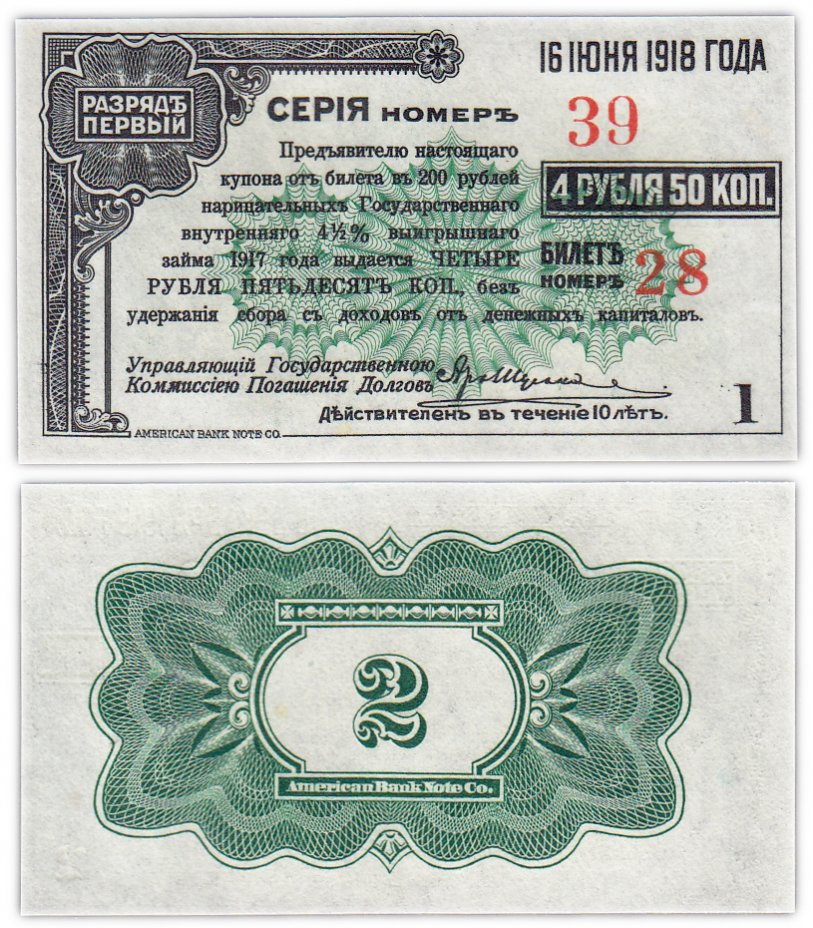 РАЗРЯДЪ
ПЕРВЫЙ
16 ІЮНЯ 1918 ГОДА
СЕРІЯ НОМЕРЪ
39
Предъявителю настоящаго
купона отъ билета въ 200 рублей
нарицательныхъ Государственнаго
внутренняго 4½% выигрышнаго
займа 1917 года выдается ЧЕТЫРЕ
РУБЛЯ ПЯТЬДЕСЯТЪ КОП., безъ
удержанія сбора съ доходовъ отъ денежныхъ капиталовъ.
4 РУБЛЯ 50 КОП.
БИЛЕТЪ
НОМЕРЪ 28
Управляющій Государственною
Коммиссіею Погашенія Долговъ
Дѣйствителенъ въ теченіе 10 лѣтъ.
1
AMERICAN BANK NOTE CO.
2
American Bank Note Co.